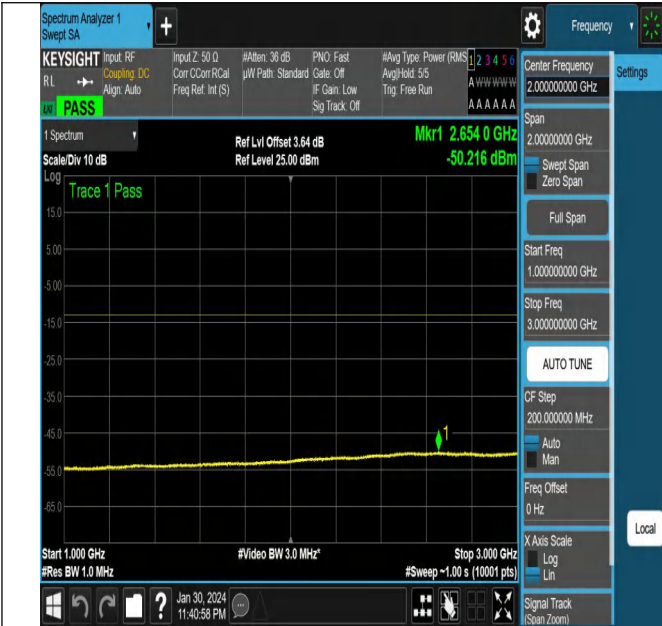 Spectrum Analyzer 1
Swept SA
+
Frequency
KEYSIGHT
RL
LXI PASS
Input: RF
Coupling: DC
Align: Auto
Input Z: 50 Ω
Corr CCorr RCal
Freq Ref: Int (S)
#Atten: 36 dB
µW Path: Standard
PNO: Fast
Gate: Off
IF Gain: Low
Sig Track: Off
#Avg Type: Power (RMS
Avg|Hold: 5/5
Trig: Free Run
1 2 3 4 5 6
A W W W W W
A A A A A A
Center Frequency
2.000000000 GHz
Settings
Span
2.00000000 GHz
Swept Span
Zero Span
Full Span
Start Freq
1.000000000 GHz
Stop Freq
3.000000000 GHz
AUTO TUNE
CF Step
200.000000 MHz
Auto
Man
Freq Offset
0 Hz
X Axis Scale
Log
Lin
Signal Track
(Span Zoom)
Local
1 Spectrum
Scale/Div 10 dB
Ref Lvl Offset 3.64 dB
Ref Level 25.00 dBm
Mkr1 2.654 0 GHz
-50.216 dBm
Log
Trace 1 Pass
15.0
5.00
-5.00
-15.0
-25.0
-35.0
-45.0
-55.0
-65.0
1
Start 1.000 GHz
#Res BW 1.0 MHz
#Video BW 3.0 MHz*
Stop 3.000 GHz
#Sweep ~1.00 s (10001 pts)
?
Jan 30, 2024
11:40:58 PM